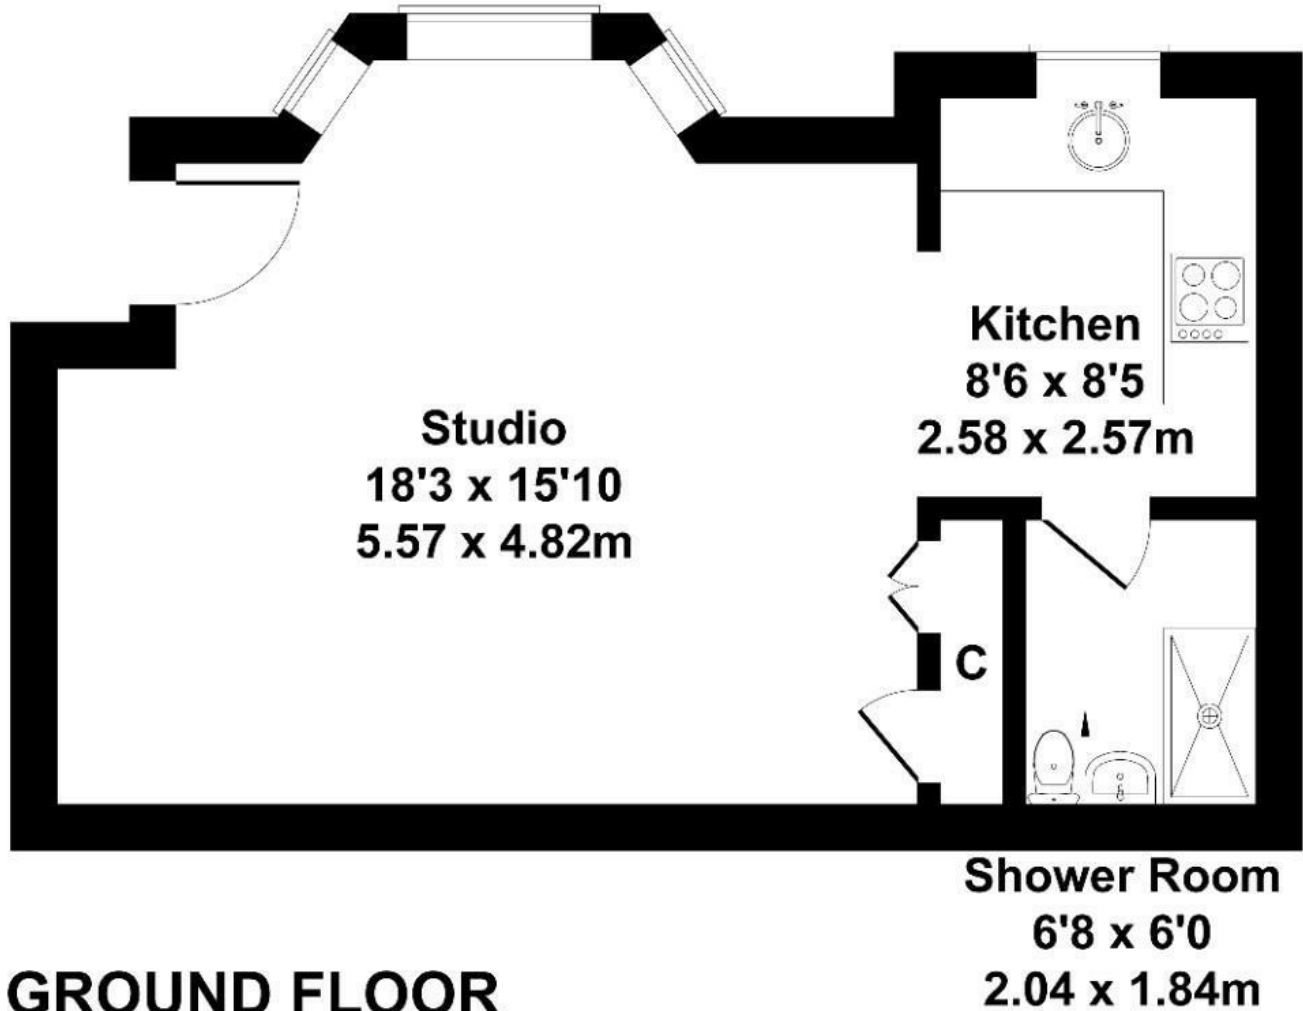 Kitchen
8'6 x 8'5
2.58 x 2.57m
Studio
18'3 x 15'10
5.57 x 4.82m
C
Shower Room
6'8 x 6'0
2.04 x 1.84m
GROUND FLOOR